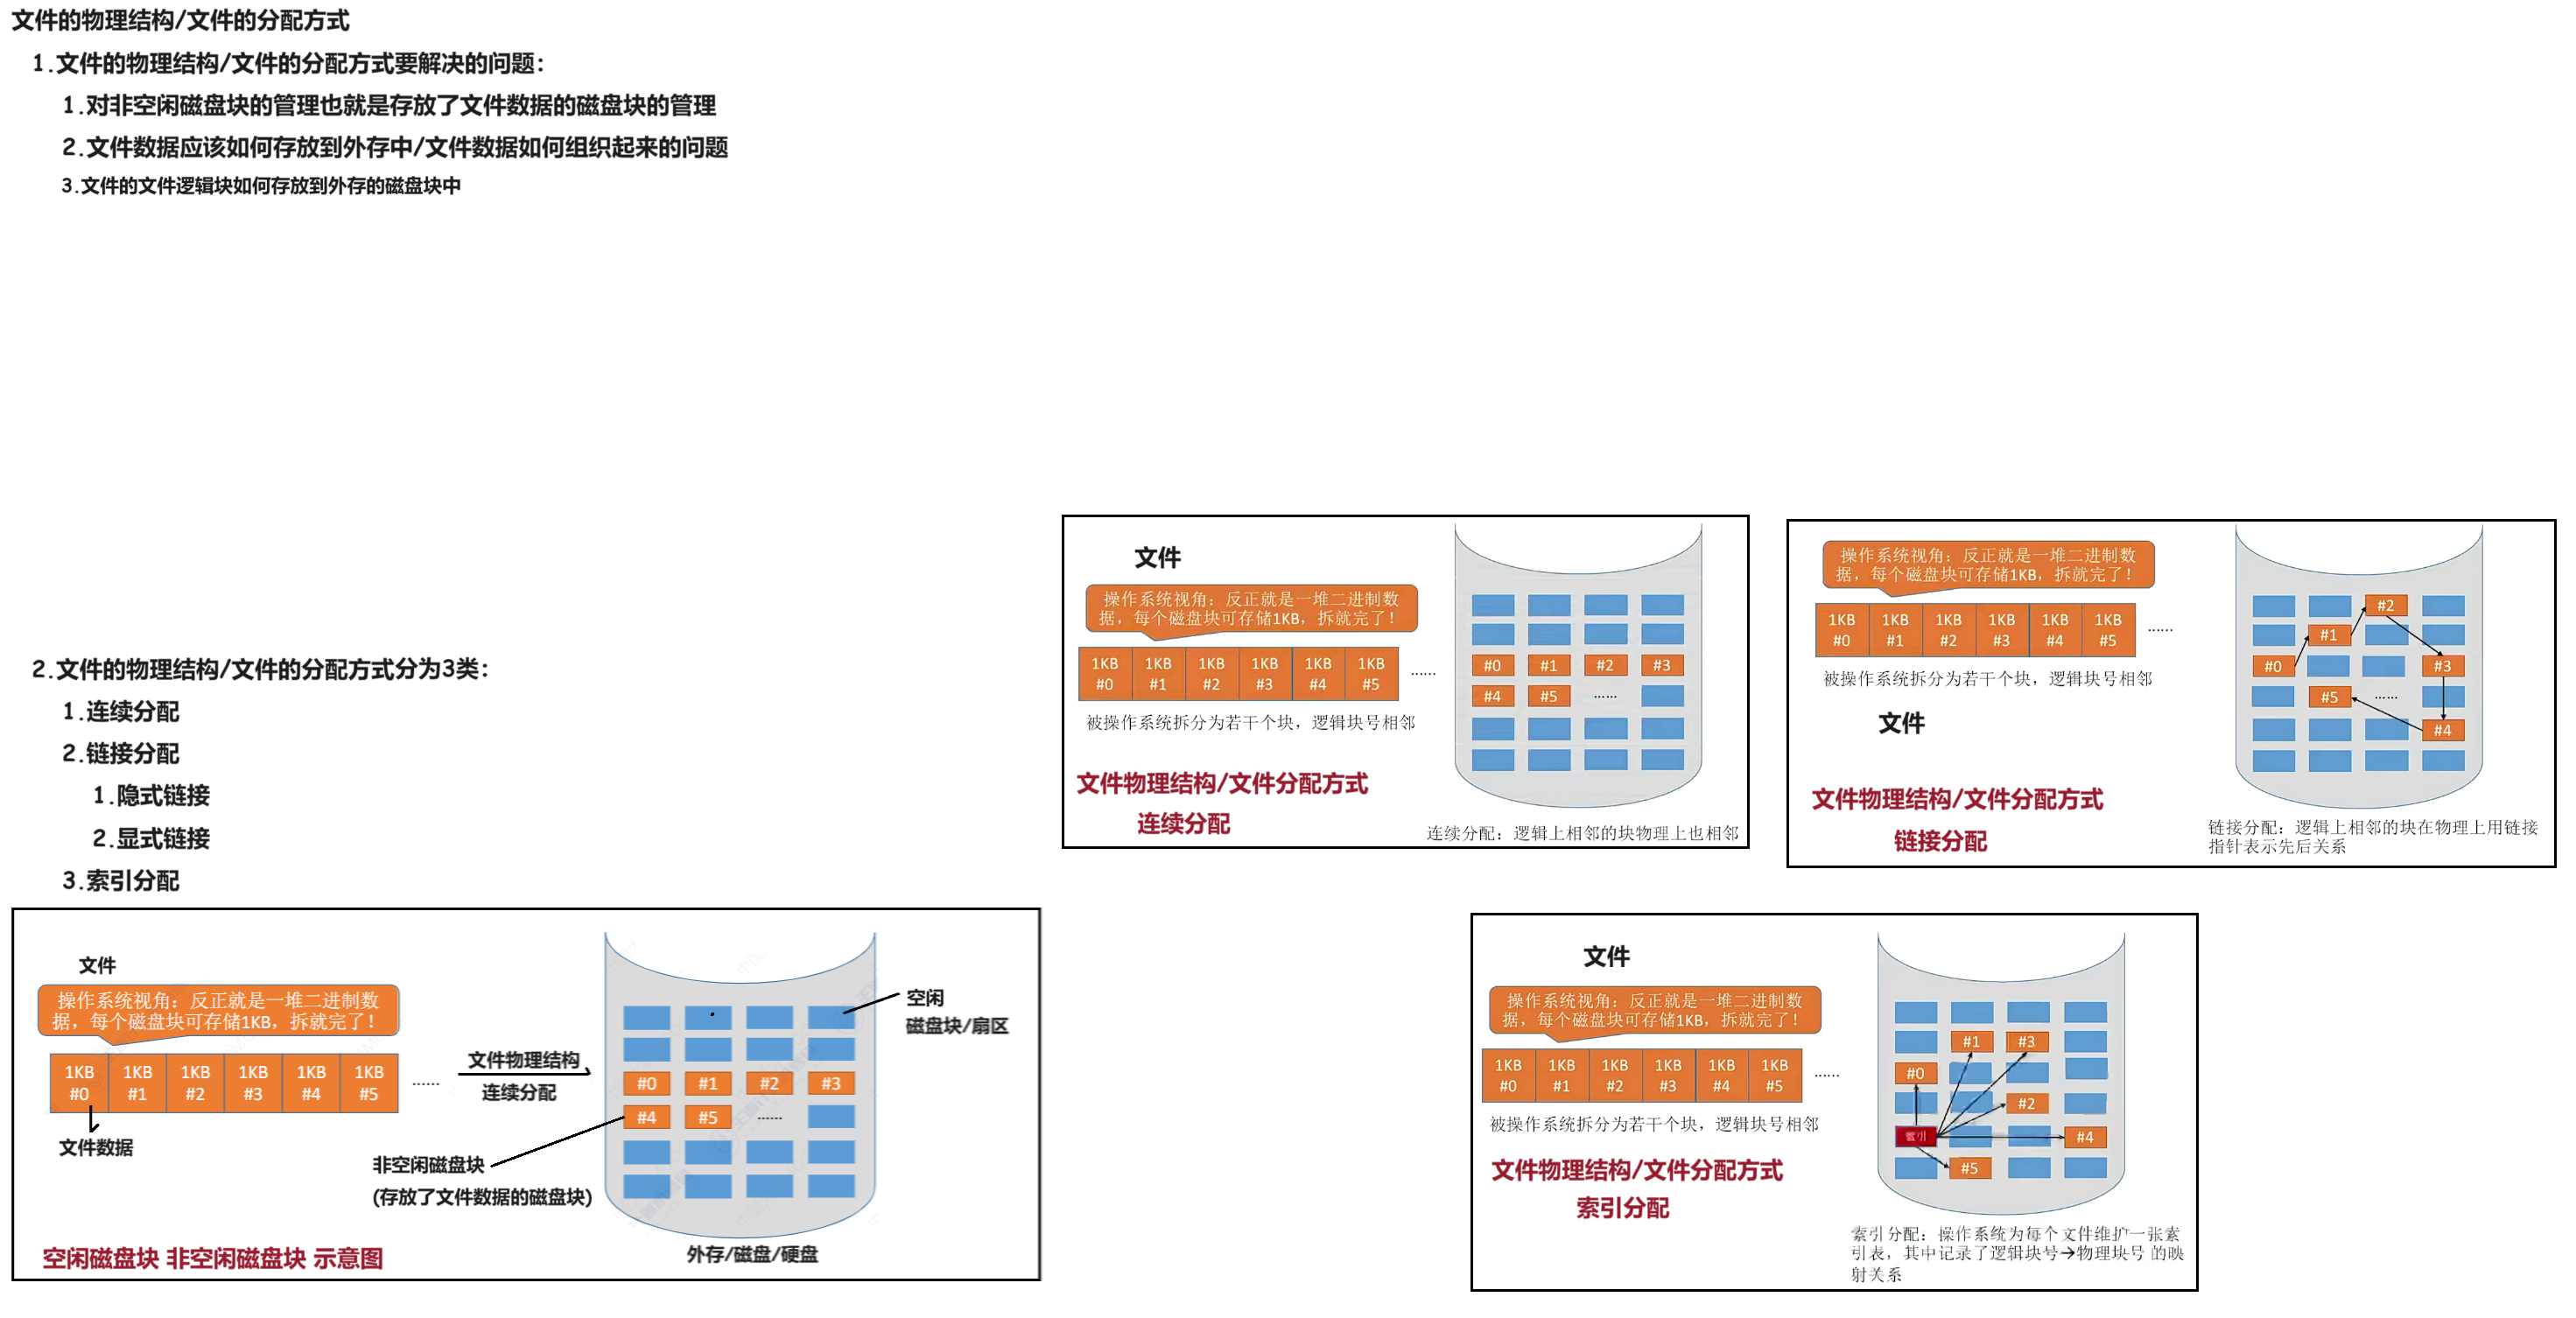 文件的物理结构/文件的分配方式
1.文件的物理结构/文件的分配方式要解决的问题：
1.对非空闲磁盘块的管理也就是存放了文件数据的磁盘块的管理
2.文件数据应该如何存放到外存中/文件数据如何组织起来的问题
3.文件的文件逻辑块如何存放到外存的磁盘块中
2.文件的物理结构/文件的分配方式分为3类：
1.连续分配
2.链接分配
1.隐式链接
2.显式链接
3.索引分配
文件
操作系统视角：反正就是一堆二进制数
据，每个磁盘块可存储1KB，拆就完了！
1KB 1KB 1KB 1KB 1KB 1KB
#0 #1 #2 #3 #4 #5 ……
被操作系统拆分为若干个块，逻辑块号相邻
文件物理结构/文件分配方式
连续分配
#0 #1 #2 #3
#4 #5 ……
连续分配：逻辑上相邻的块物理上也相邻
操作系统视角：反正就是一堆二进制数
据，每个磁盘块可存储1KB，拆就完了！
1KB 1KB 1KB 1KB 1KB 1KB
#0 #1 #2 #3 #4 #5 ……
被操作系统拆分为若干个块，逻辑块号相邻
文件
文件物理结构/文件分配方式
链接分配
#2
#1
#0 #3
#5 ……
#4
链接分配：逻辑上相邻的块在物理上用链接
指针表示先后关系
文件
操作系统视角：反正就是一堆二进制数
据，每个磁盘块可存储1KB，拆就完了！
1KB 1KB 1KB 1KB 1KB 1KB
#0 #1 #2 #3 #4 #5 ……
文件数据
文件物理结构
连续分配
空闲
磁盘块/扇区
#0 #1 #2 #3
#4 #5 ……
非空闲磁盘块
(存放了文件数据的磁盘块)
外存/磁盘/硬盘
空闲磁盘块 非空闲磁盘块 示意图
文件
操作系统视角：反正就是一堆二进制数
据，每个磁盘块可存储1KB，拆就完了！
1KB 1KB 1KB 1KB 1KB 1KB
#0 #1 #2 #3 #4 #5 ……
被操作系统拆分为若干个块，逻辑块号相邻
文件物理结构/文件分配方式
索引分配
#1 #3
#0
#2
索引 #4
#5
索引分配：操作系统为每个文件维护一张索
引表，其中记录了逻辑块号→物理块号 的映
射关系